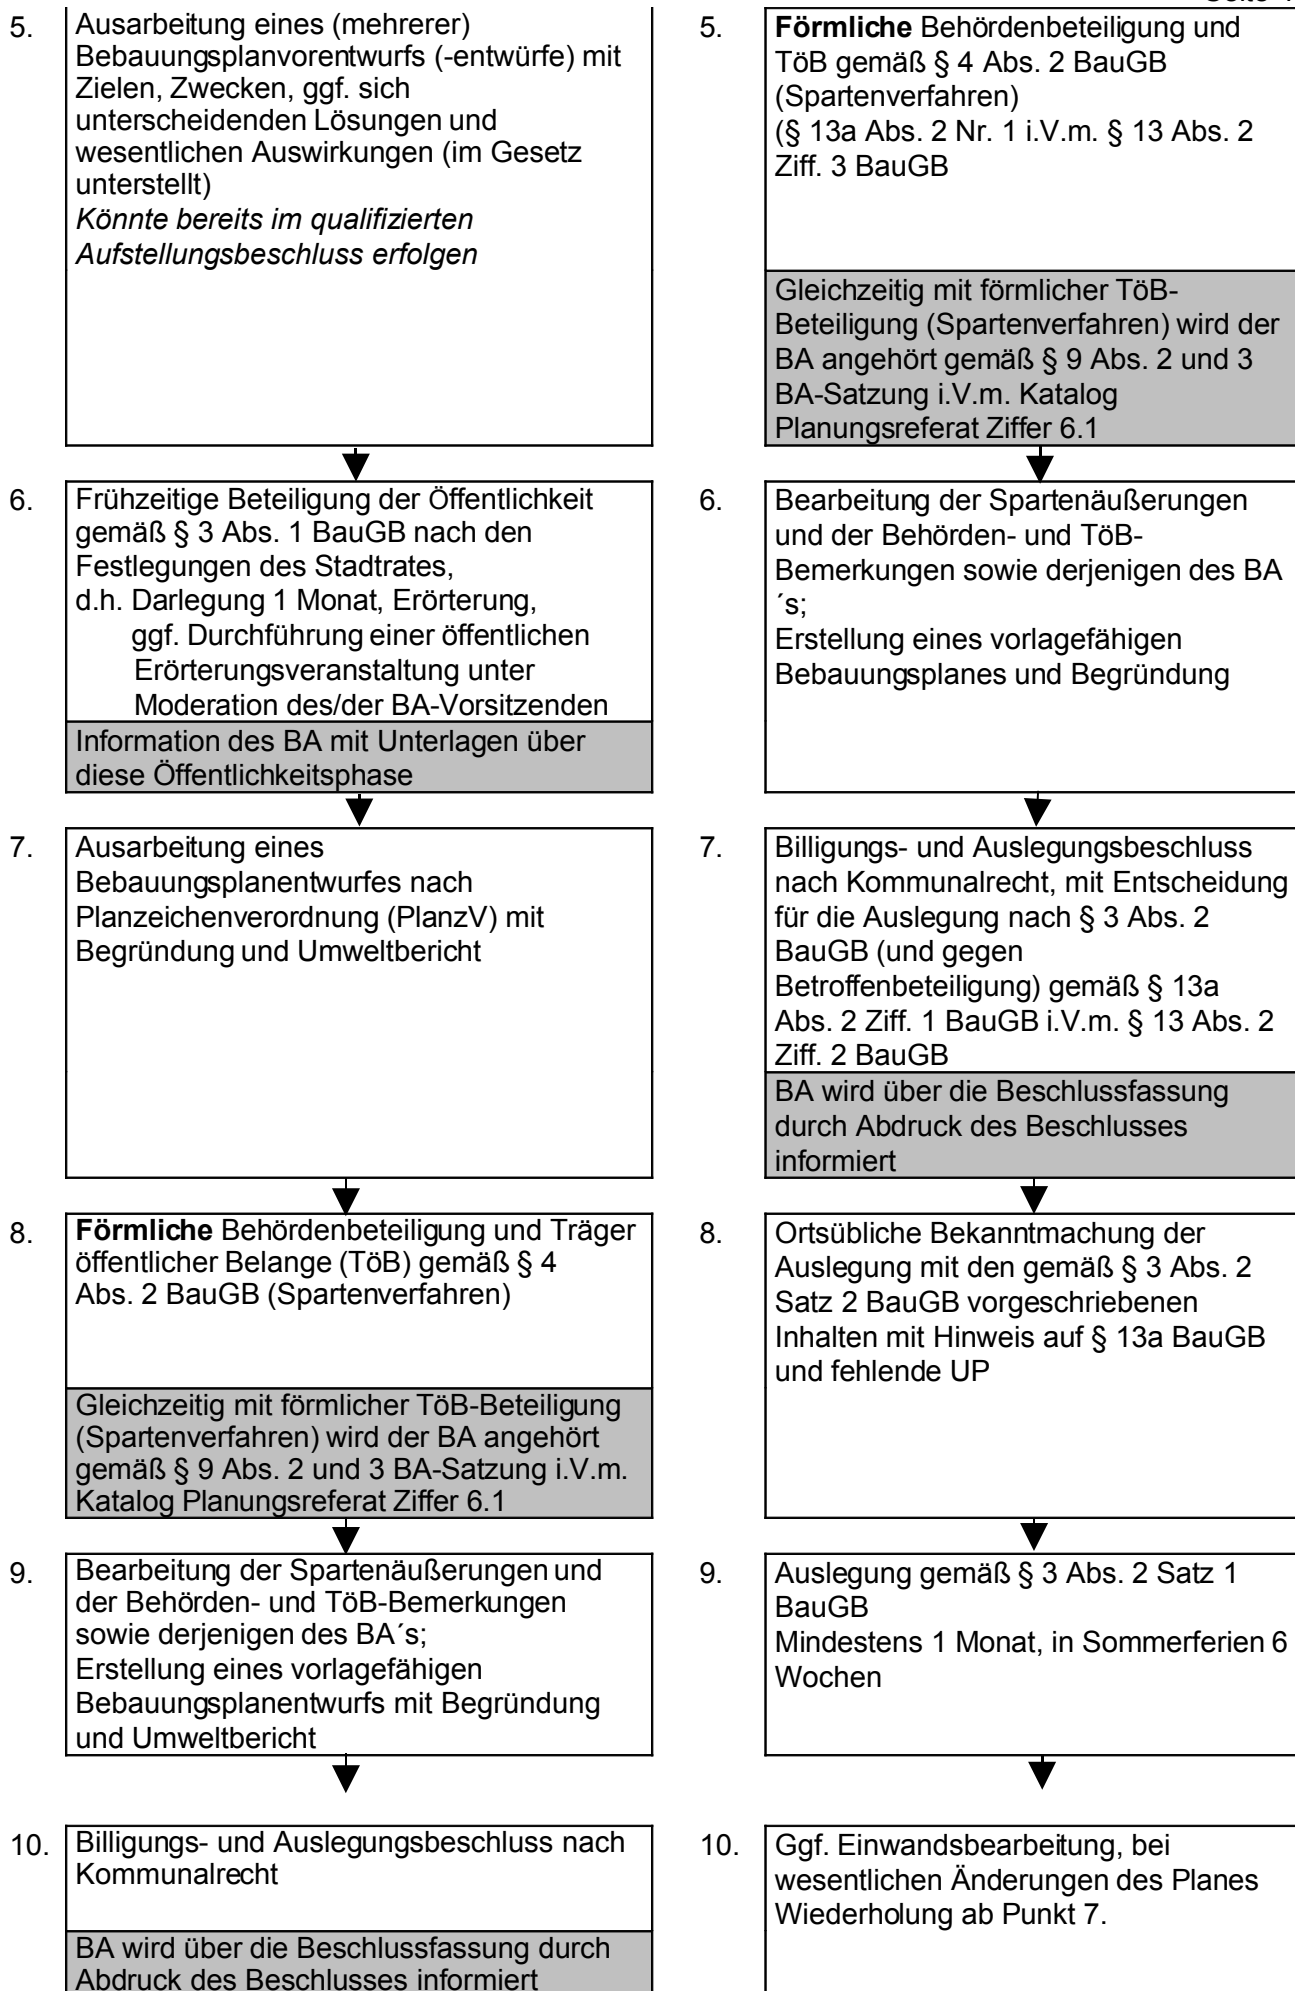 5.
Ausarbeitung eines (mehrerer)
Bebauungsplanvorentwurfs (-entwürfe) mit
Zielen, Zwecken, ggf. sich
unterscheidenden Lösungen und
wesentlichen Auswirkungen (im Gesetz
unterstellt)
Könnte bereits im qualifizierten
Aufstellungsbeschluss erfolgen
6.
Frühzeitige Beteiligung der Öffentlichkeit
gemäß § 3 Abs. 1 BauGB nach den
Festlegungen des Stadtrates,
d.h. Darlegung 1 Monat, Erörterung,
ggf. Durchführung einer öffentlichen
Erörterungsveranstaltung unter
Moderation des/der BA-Vorsitzenden
Information des BA mit Unterlagen über
diese Öffentlichkeitsphase
7.
Ausarbeitung eines
Bebauungsplanentwurfes nach
Planzeichenverordnung (PlanzV) mit
Begründung und Umweltbericht
8.
Förmliche Behördenbeteiligung und Träger
öffentlicher Belange (TöB) gemäß § 4
Abs. 2 BauGB (Spartenverfahren)
Gleichzeitig mit förmlicher TöB-Beteiligung
(Spartenverfahren) wird der BA angehört
gemäß § 9 Abs. 2 und 3 BA-Satzung i.V.m.
Katalog Planungsreferat Ziffer 6.1
9.
Bearbeitung der Spartenäußerungen und
der Behörden- und TöB-Bemerkungen
sowie derjenigen des BA´s;
Erstellung eines vorlagefähigen
Bebauungsplanentwurfs mit Begründung
und Umweltbericht
10.
Billigungs- und Auslegungsbeschluss nach
Kommunalrecht
BA wird über die Beschlussfassung durch
Abdruck des Beschlusses informiert
5.
Förmliche Behördenbeteiligung und
TöB gemäß § 4 Abs. 2 BauGB
(Spartenverfahren)
(§ 13a Abs. 2 Nr. 1 i.V.m. § 13 Abs. 2
Ziff. 3 BauGB
Gleichzeitig mit förmlicher TöB-
Beteiligung (Spartenverfahren) wird der
BA angehört gemäß § 9 Abs. 2 und 3
BA-Satzung i.V.m. Katalog
Planungsreferat Ziffer 6.1
6.
Bearbeitung der Spartenäußerungen
und der Behörden- und TöB-
Bemerkungen sowie derjenigen des BA
´s;
Erstellung eines vorlagefähigen
Bebauungsplanes und Begründung
7.
Billigungs- und Auslegungsbeschluss
nach Kommunalrecht, mit Entscheidung
für die Auslegung nach § 3 Abs. 2
BauGB (und gegen
Betroffenbeteiligung) gemäß § 13a
Abs. 2 Ziff. 1 BauGB i.V.m. § 13 Abs. 2
Ziff. 2 BauGB
BA wird über die Beschlussfassung
durch Abdruck des Beschlusses
informiert
8.
Ortsübliche Bekanntmachung der
Auslegung mit den gemäß § 3 Abs. 2
Satz 2 BauGB vorgeschriebenen
Inhalten mit Hinweis auf § 13a BauGB
und fehlende UP
9.
Auslegung gemäß § 3 Abs. 2 Satz 1
BauGB
Mindestens 1 Monat, in Sommerferien 6
Wochen
10.
Ggf. Einwandsbearbeitung, bei
wesentlichen Änderungen des Planes
Wiederholung ab Punkt 7.